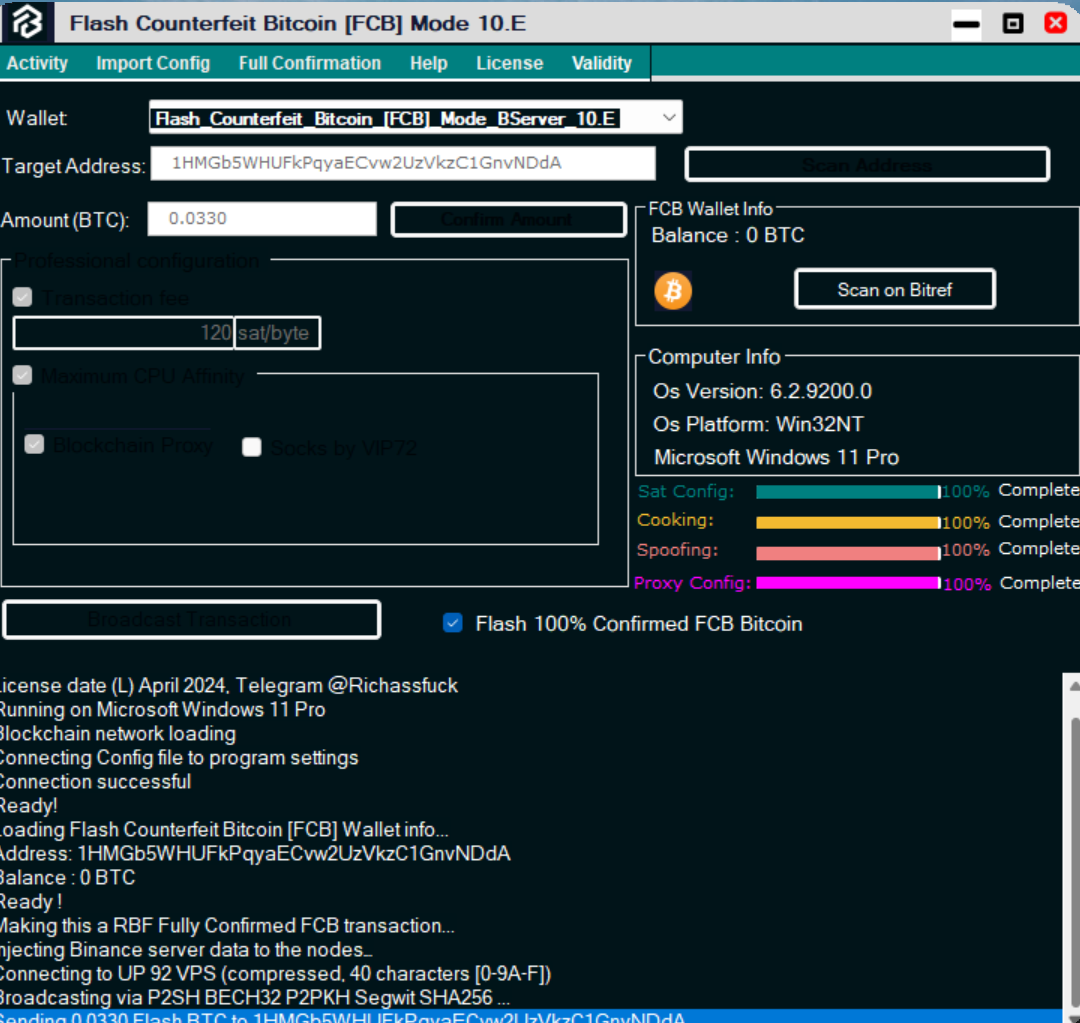 Flash Counterfeit Bitcoin [FCB] Mode 10.E
Activity Import Config Full Confirmation Help License Validity
Wallet: Flash_Counterfeit_Bitcoin_[FCB]_Mode_BServer_10.E
Target Address: 1HMGb5WHUFkPqyaECvw2UzVkzC1GnvNDdA Scan Address
Amount (BTC): 0.0330 Confirm Amount
FCB Wallet Info
Balance : 0 BTC
Scan on Bitref
Professional configuration
Transaction fee
120 sat/byte
Maximum CPU Affinity
Blockchain Proxy Socks by VIP72
Computer Info
Os Version: 6.2.9200.0
Os Platform: Win32NT
Microsoft Windows 11 Pro
Sat Config: 100% Complete
Cooking: 100% Complete
Spoofing: 100% Complete
Proxy Config: 100% Complete
Broadcast Transaction
Flash 100% Confirmed FCB Bitcoin
License date (L) April 2024, Telegram @Richassfuck
Running on Microsoft Windows 11 Pro
Blockchain network loading
Connecting Config file to program settings
Connection successful
Ready!
Loading Flash Counterfeit Bitcoin [FCB] Wallet info...
Address: 1HMGb5WHUFkPqyaECvw2UzVkzC1GnvNDdA
Balance : 0 BTC
Ready !
Making this a RBF Fully Confirmed FCB transaction...
Injecting Binance server data to the nodes...
Connecting to UP 92 VPS (compressed, 40 characters [0-9A-F])
Broadcasting via P2SH BECH32 P2PKH Segwit SHA256 ...
Sending 0.0330 Flash BTC to 1HMGb5WHUFkPqyaECvw2UzVkzC1GnvNDdA